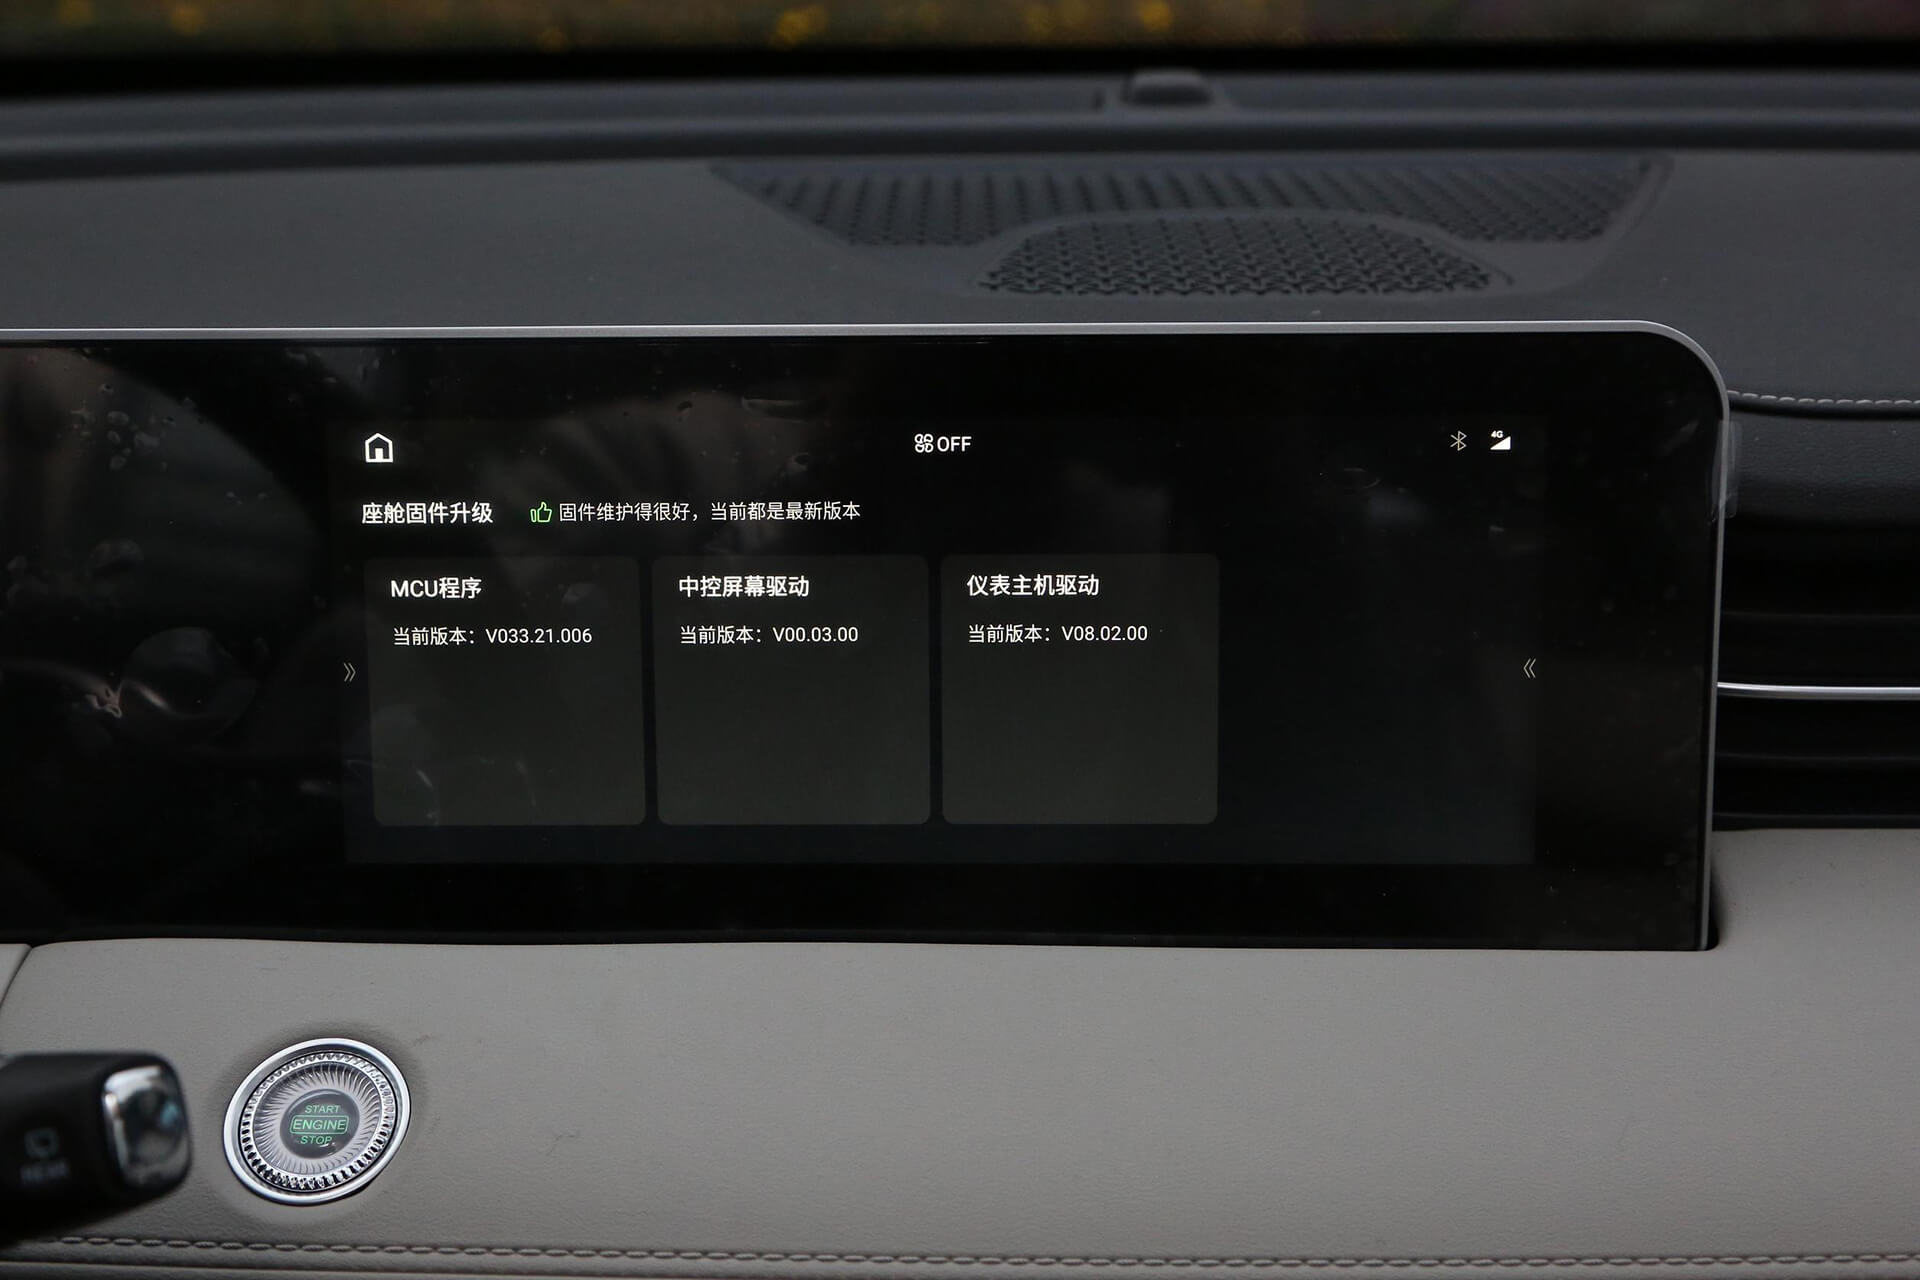 OFF
4G
座舱固件升级
固件维护得很好，当前都是最新版本
MCU程序
当前版本：V033.21.006
中控屏幕驱动
当前版本：V00.03.00
仪表主机驱动
当前版本：V08.02.00
START
ENGINE
STOP